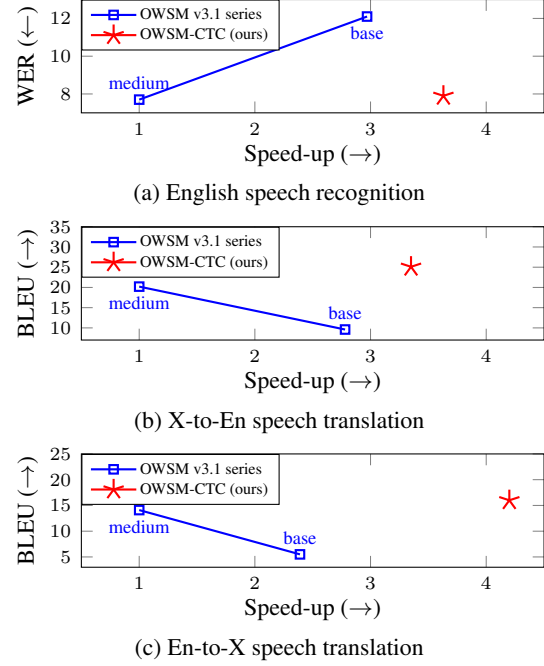 12
10
8
WER (←)
OWSM v3.1 series
OWSM-CTC (ours)
medium
base
1 2 3 4
Speed-up (→)
(a) English speech recognition
35
30
25
20
15
10
BLEU (→)
OWSM v3.1 series
OWSM-CTC (ours)
medium
base
1 2 3 4
Speed-up (→)
(b) X-to-En speech translation
25
20
15
10
5
BLEU (→)
OWSM v3.1 series
OWSM-CTC (ours)
medium
base
1 2 3 4
Speed-up (→)
(c) En-to-X speech translation